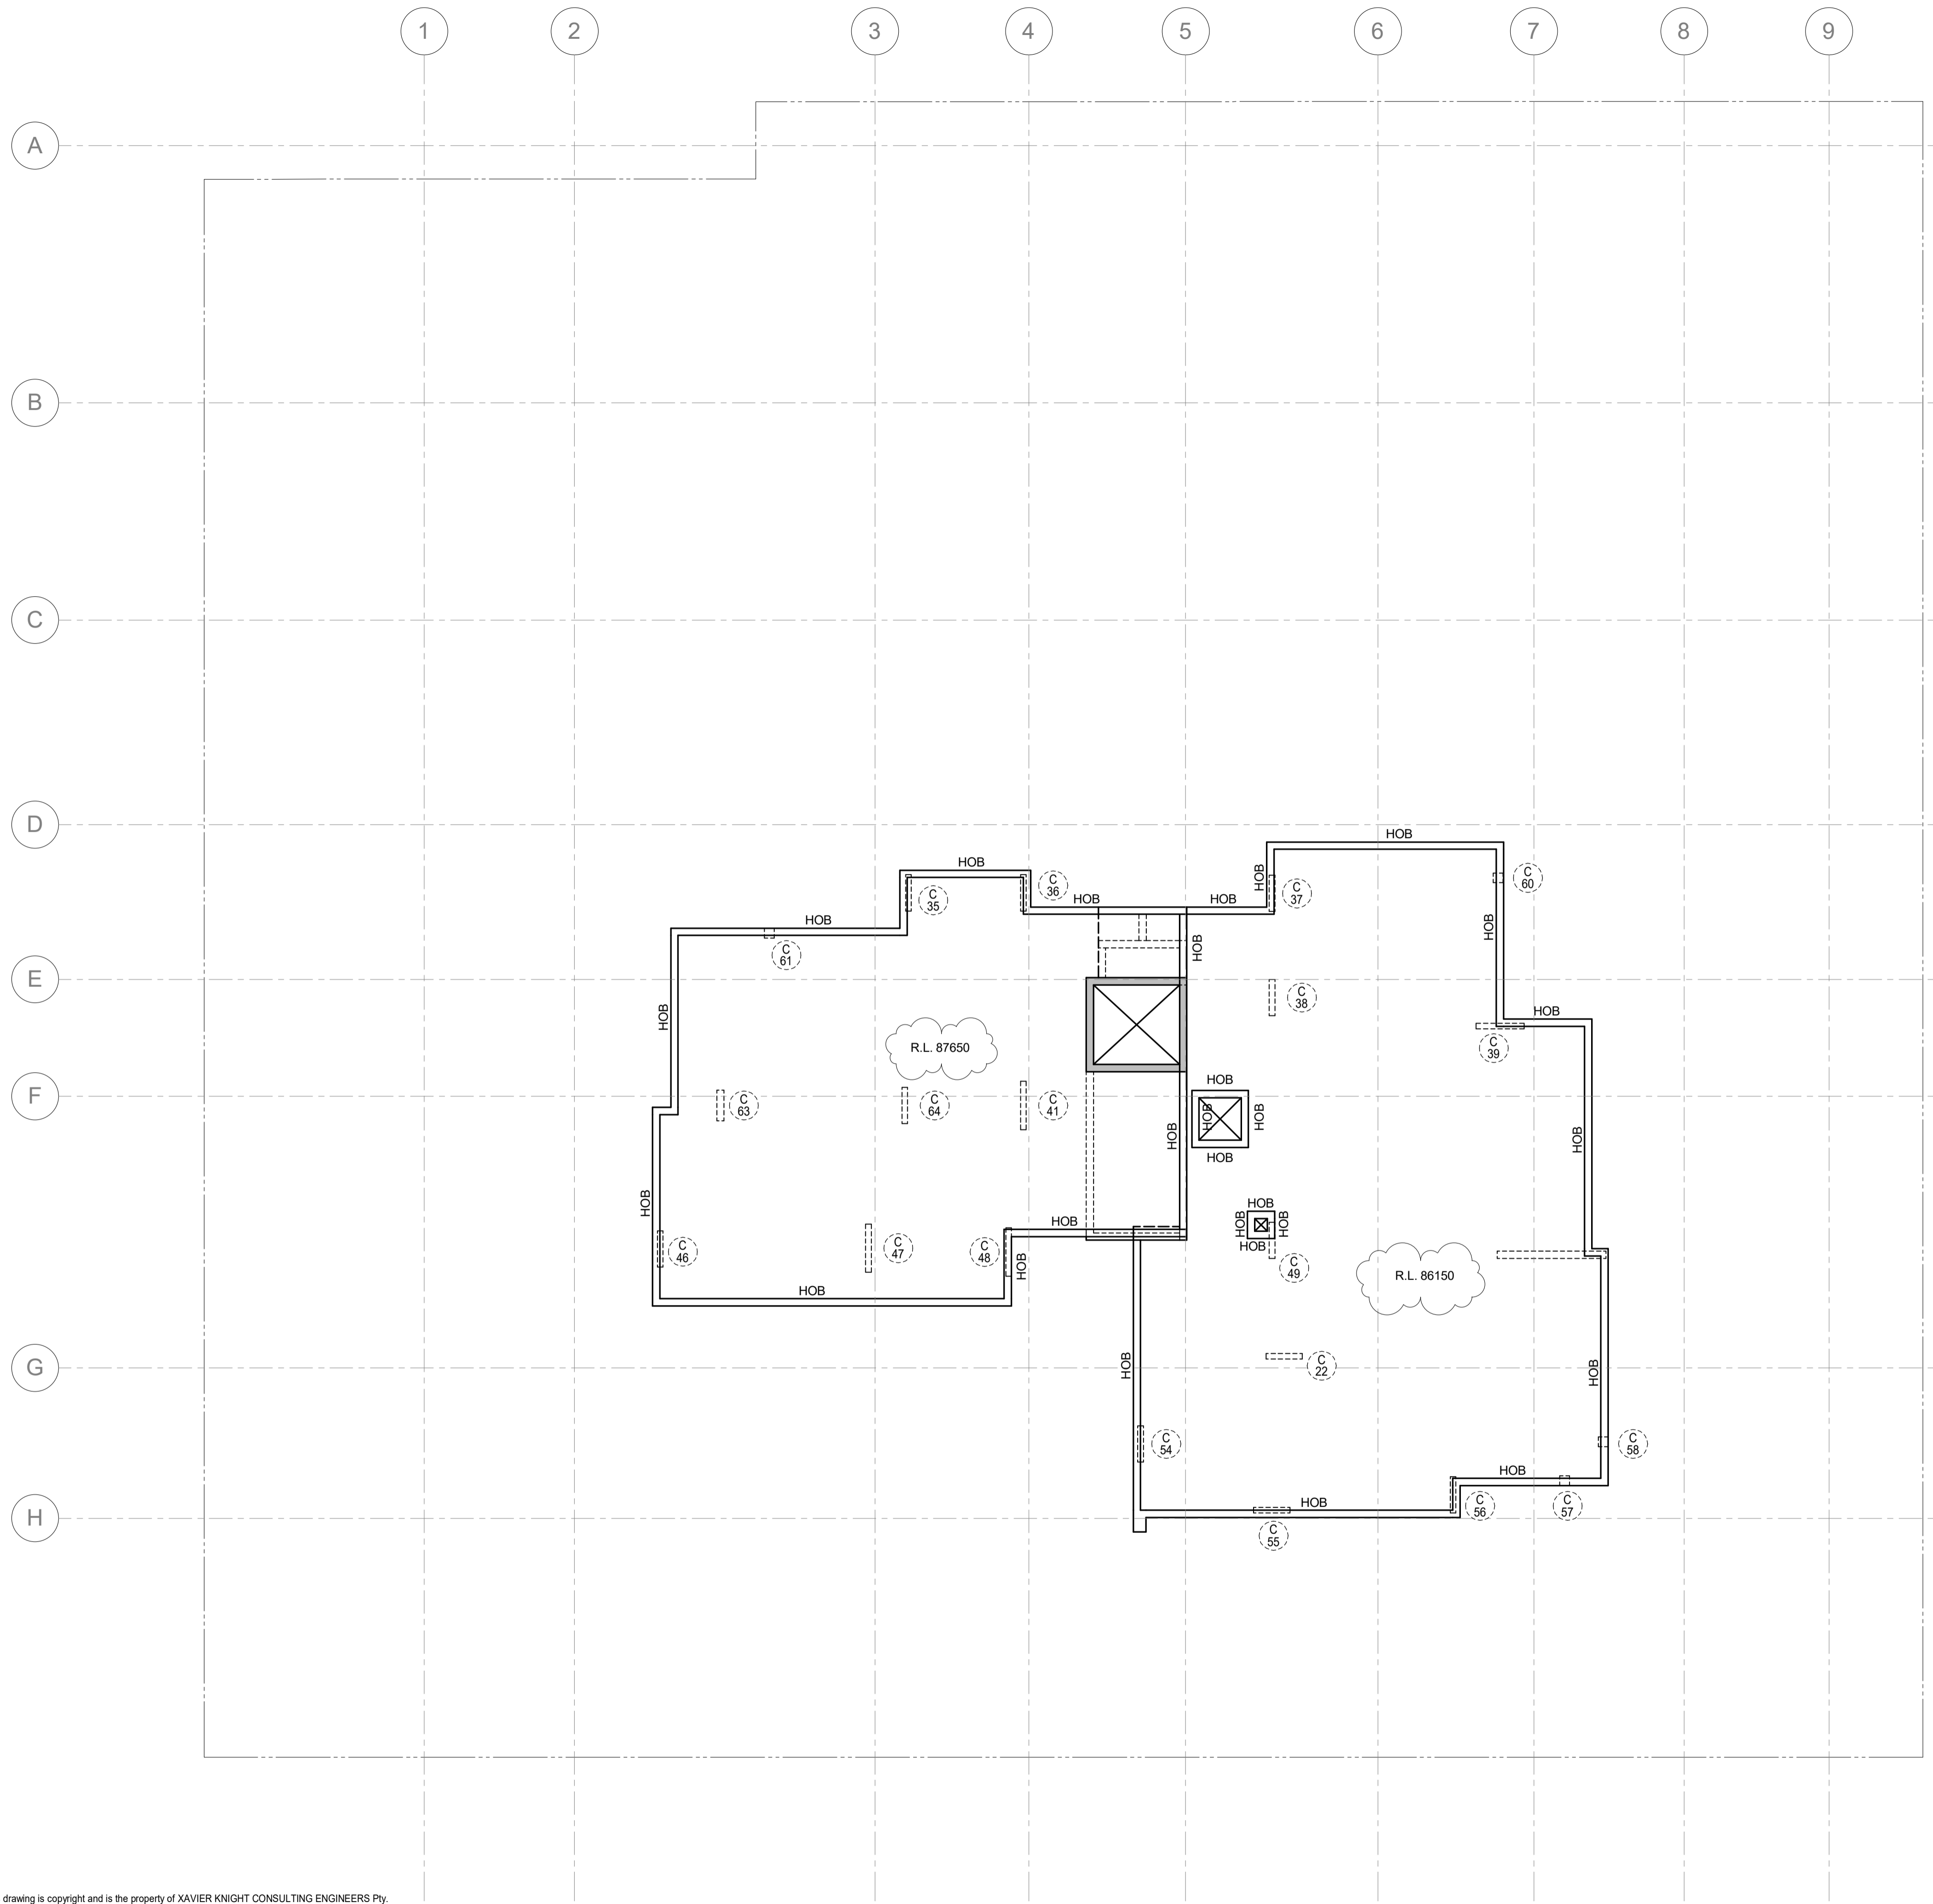 1
2
3
4
5
6
7
8
9
A
B
C
D
E
F
G
H
HOB
HOB
HOB
C
60
C
36
C
37
C
35
HOB
HOB
HOB
HOB
HOB
C
61
C
38
HOB
HOB
R.L. 87650
C
39
HOB
C
63
C
64
C
41
HOB
HOB
HOB
HOB
HOB
HOB
HOB
HOB
HOB
HOB
HOB
HOB
C
46
C
47
C
48
HOB
C
49
R.L. 86150
HOB
HOB
C
22
HOB
C
54
C
58
HOB
HOB
C
56
C
57
C
55
drawing is copyright and is the property of XAVIER KNIGHT CONSULTING ENGINEERS Pty.